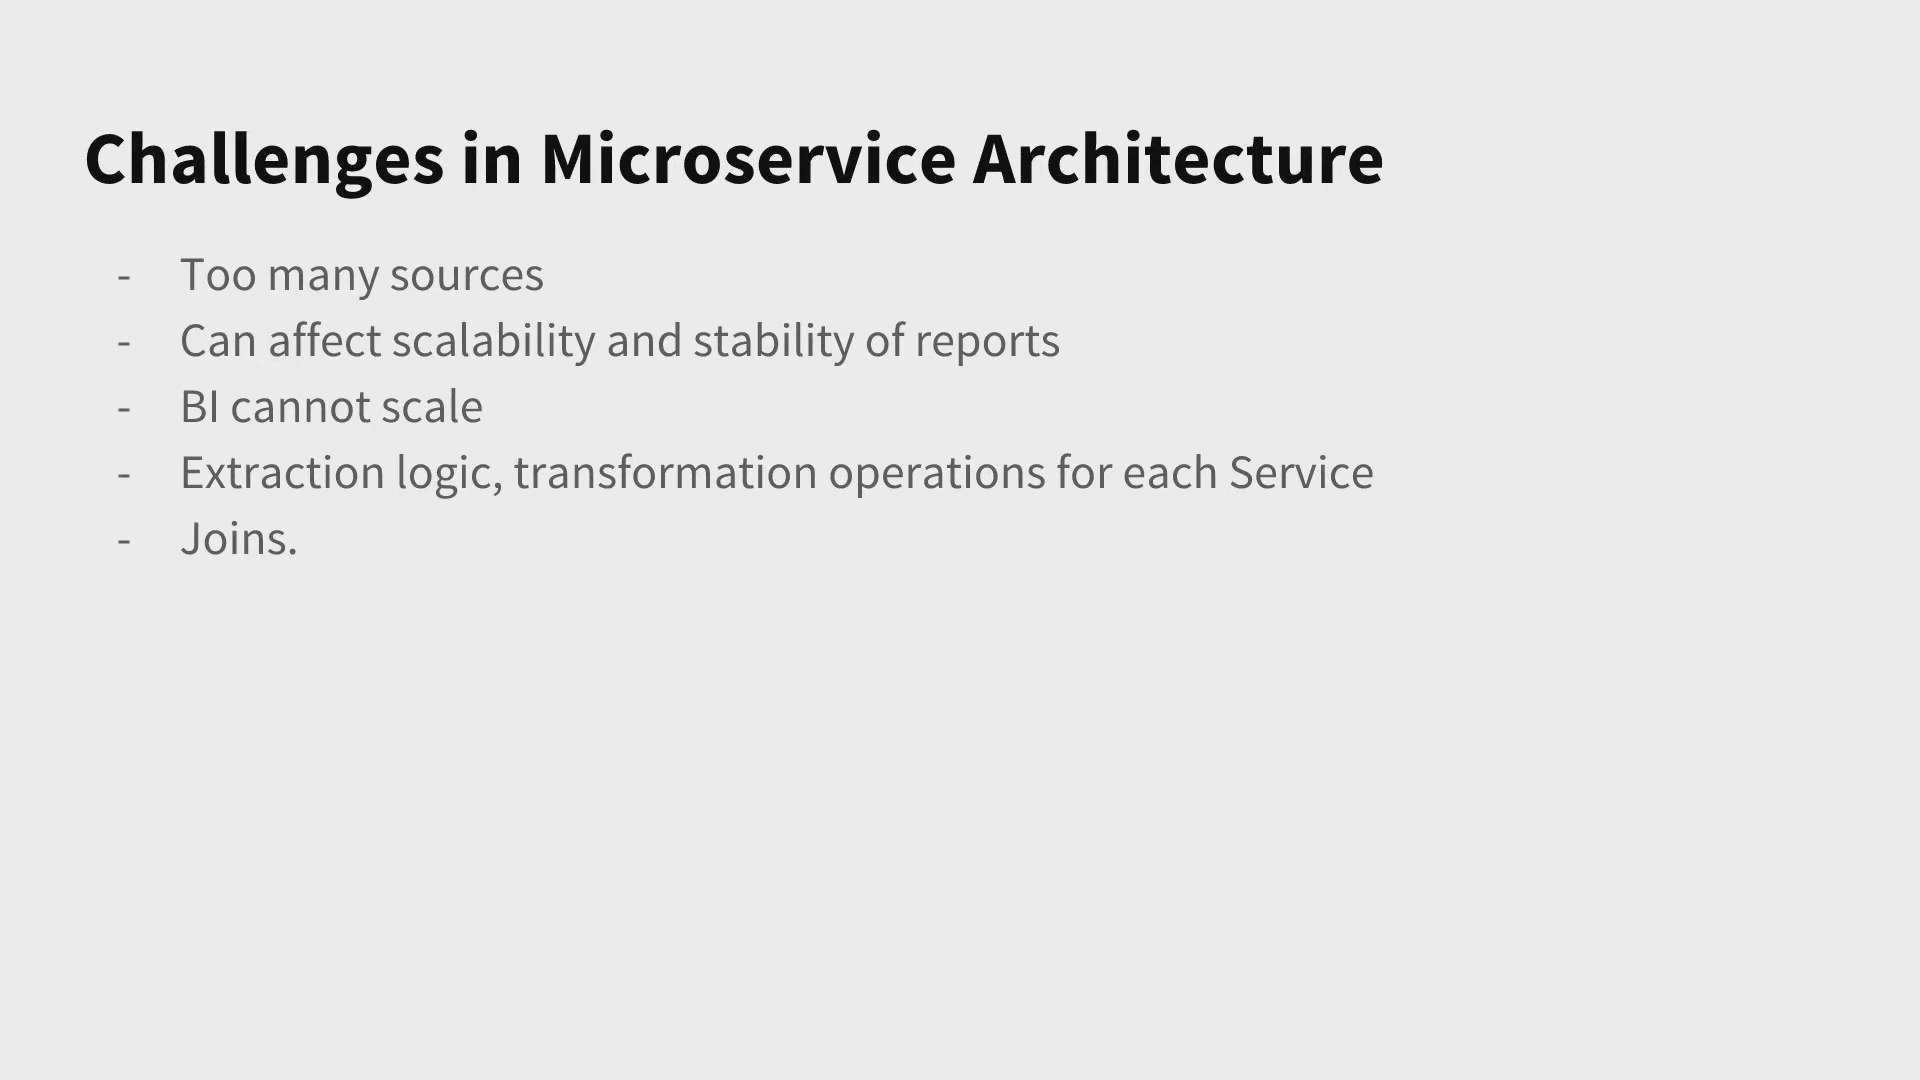 Challenges in Microservice Architecture
- Too many sources
- Can affect scalability and stability of reports
- BI cannot scale
- Extraction logic, transformation operations for each Service
- Joins.